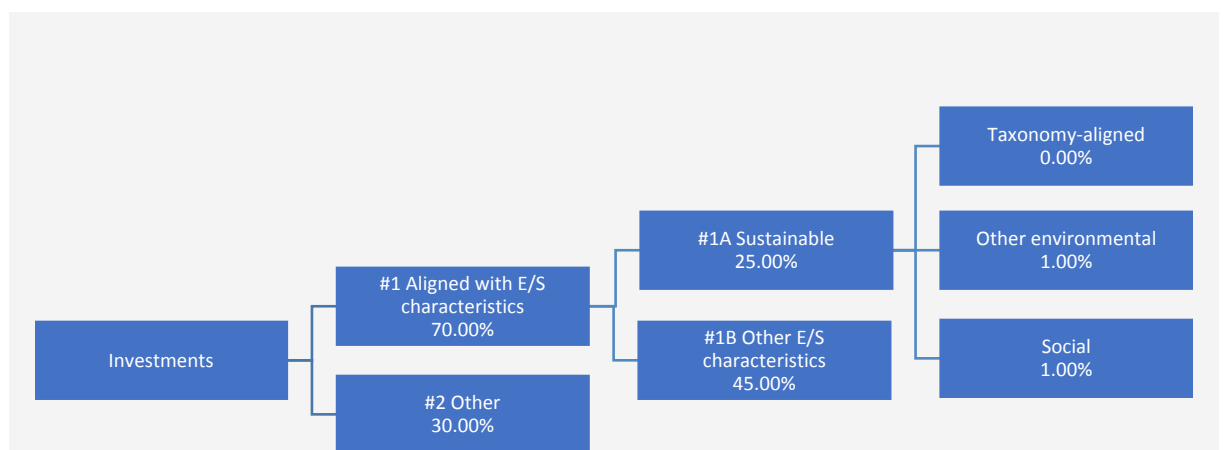 Investments
#1 Aligned with E/S
characteristics
70.00%
#2 Other
30.00%
#1A Sustainable
25.00%
#1B Other E/S
characteristics
45.00%
Taxonomy-aligned
0.00%
Other environmental
1.00%
Social
1.00%